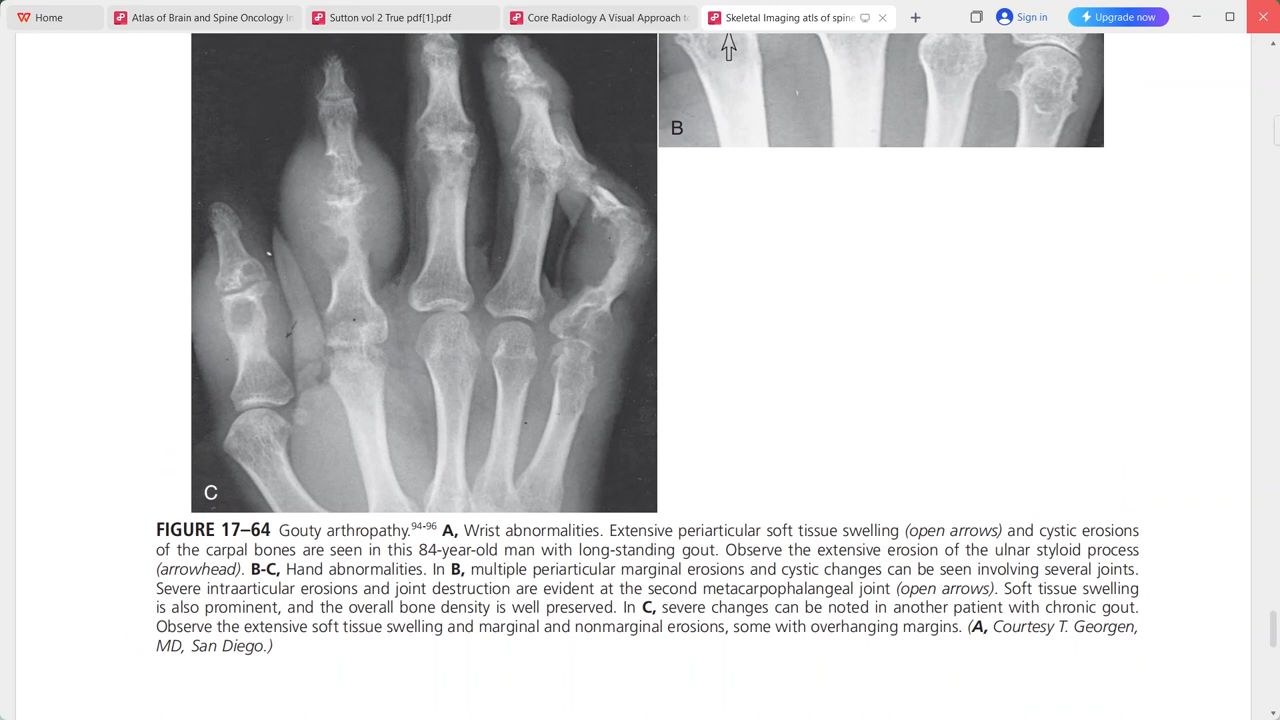 Home
Atlas of Brain and Spine Oncology In
Sutton vol 2 True pdf[1].pdf
Core Radiology A Visual Approach to
Skeletal Imaging atls of spine
Sign in
Upgrade now
B
C
FIGURE 17–64 Gouty arthropathy.94-96 A, Wrist abnormalities. Extensive periarticular soft tissue swelling (open arrows) and cystic erosions
of the carpal bones are seen in this 84-year-old man with long-standing gout. Observe the extensive erosion of the ulnar styloid process
(arrowhead). B-C, Hand abnormalities. In B, multiple periarticular marginal erosions and cystic changes can be seen involving several joints.
Severe intraarticular erosions and joint destruction are evident at the second metacarpophalangeal joint (open arrows). Soft tissue swelling
is also prominent, and the overall bone density is well preserved. In C, severe changes can be noted in another patient with chronic gout.
Observe the extensive soft tissue swelling and marginal and nonmarginal erosions, some with overhanging margins. (A, Courtesy T. Georgen,
MD, San Diego.)